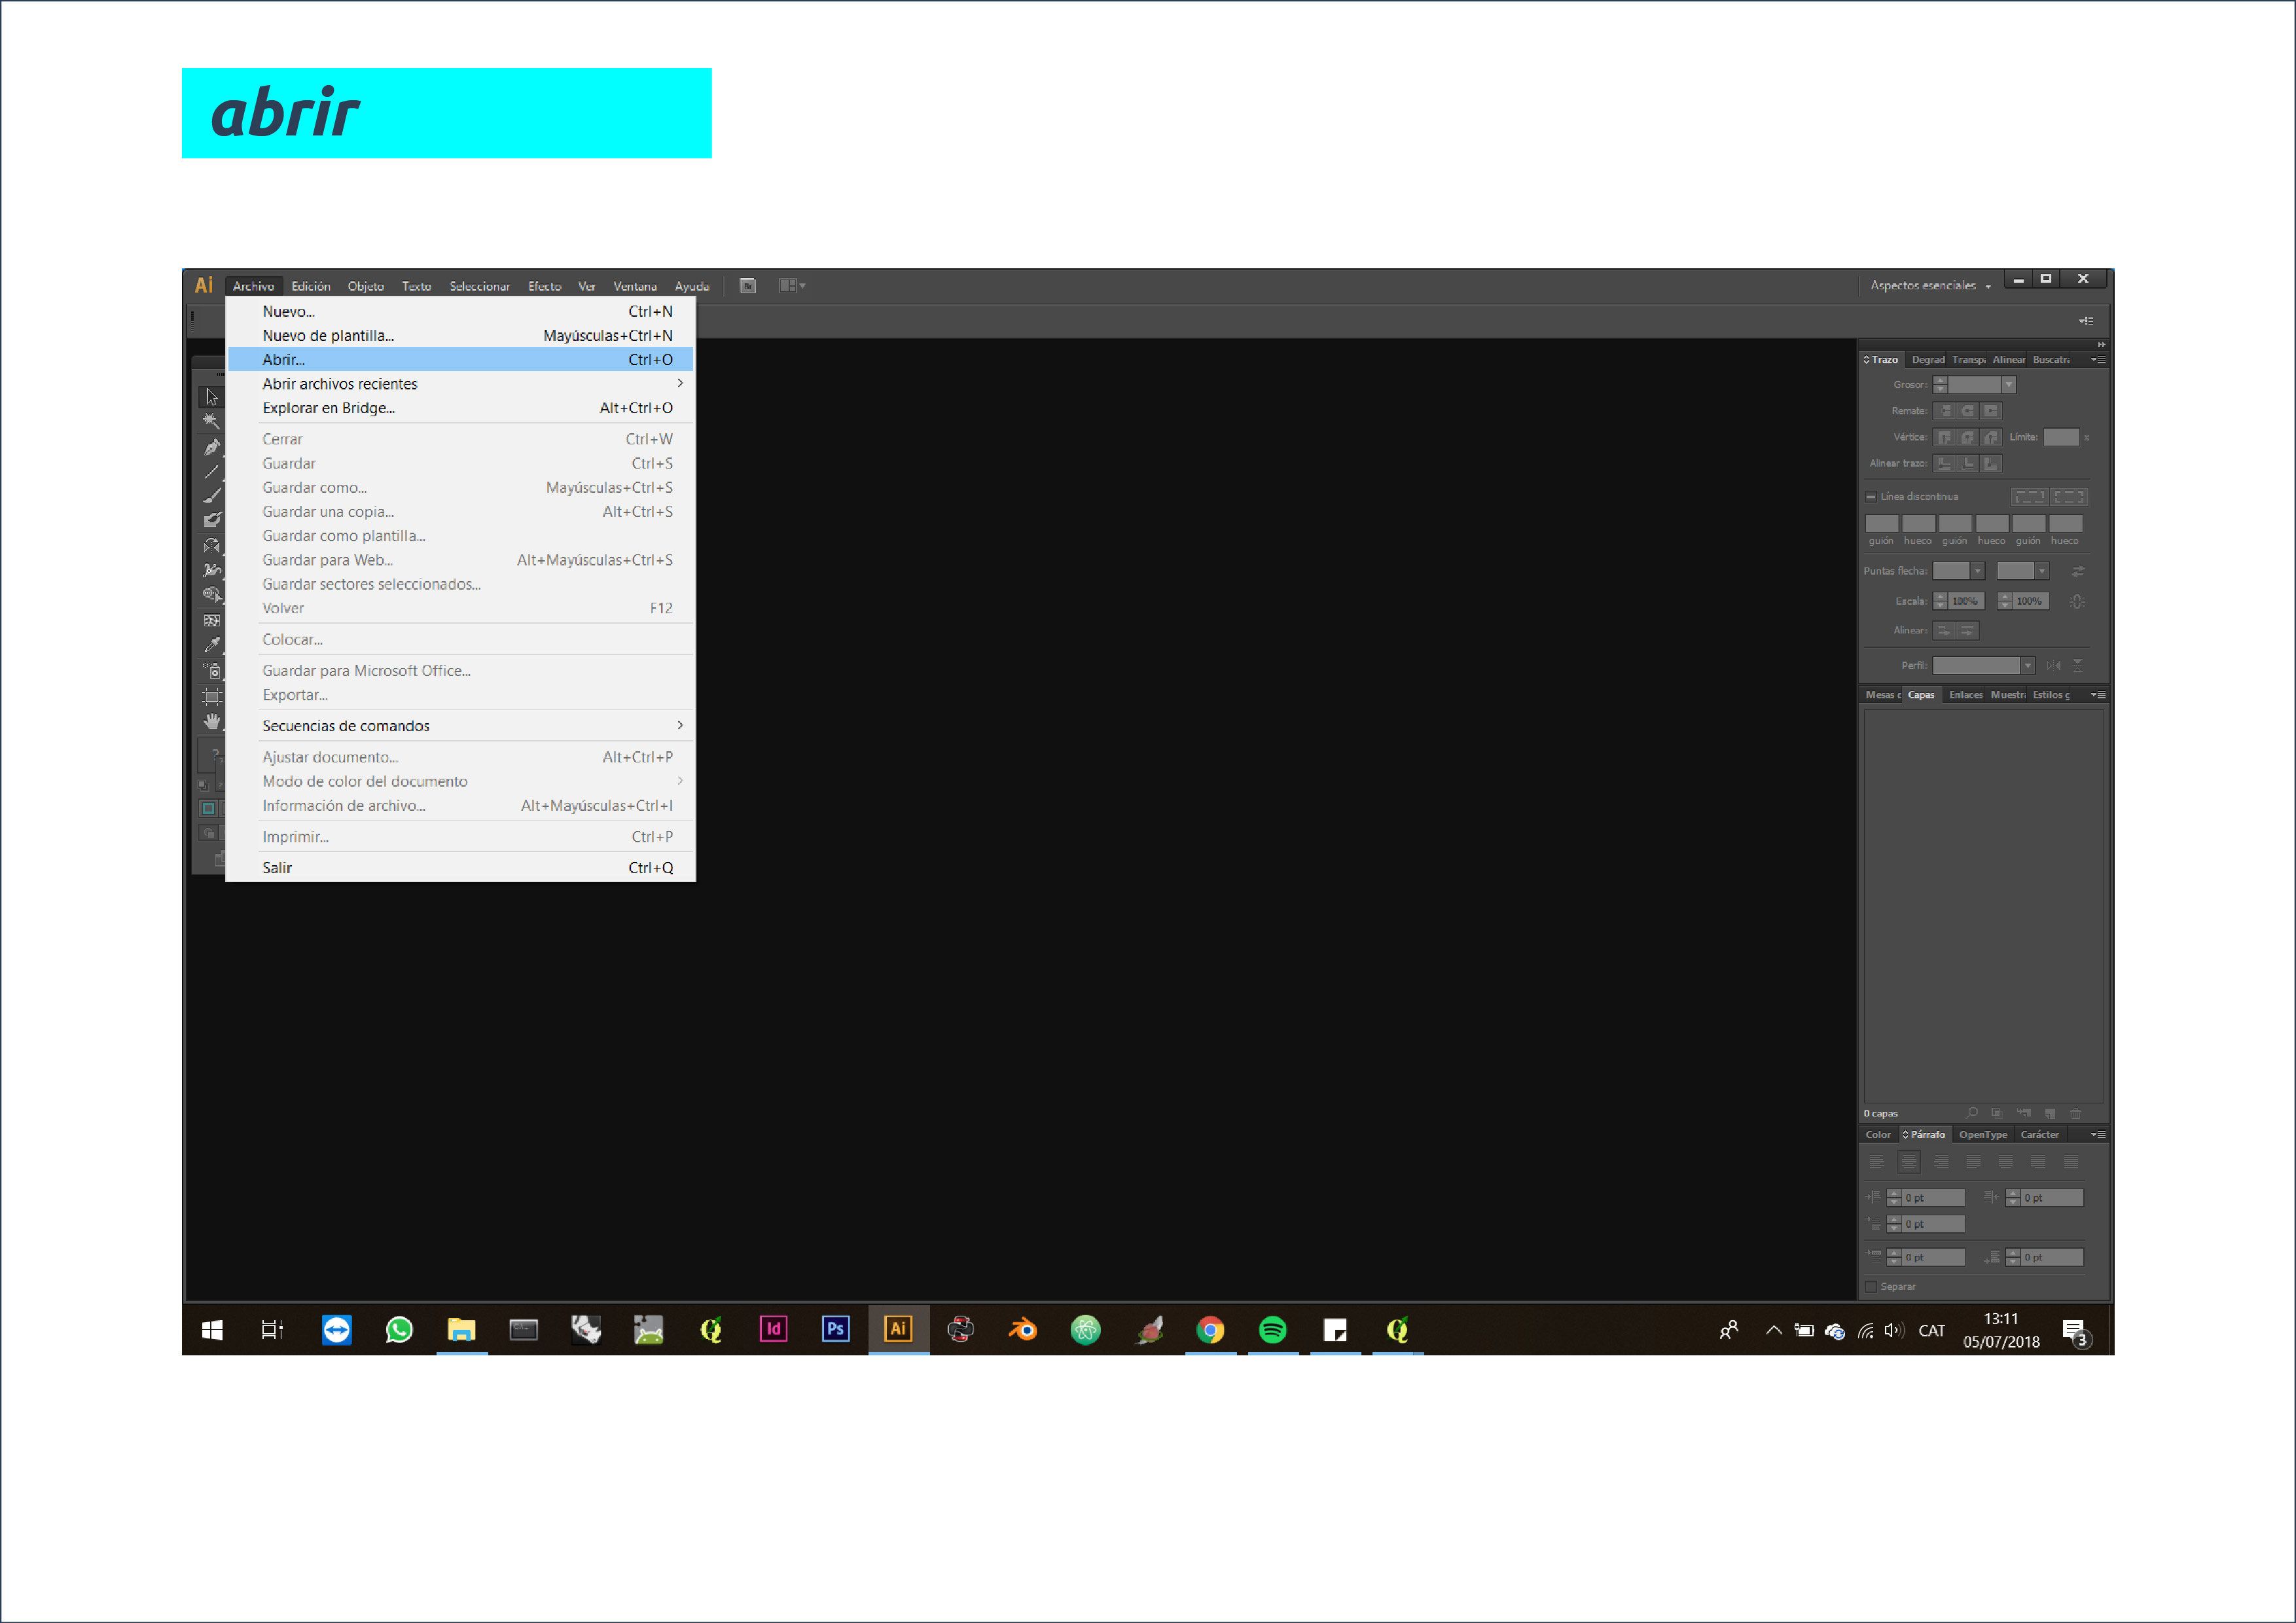 abrir
Ai Archivo Edición Objeto Texto Seleccionar Efecto Ver Ventana Ayuda Br Aspectos esenciales
Nuevo... Ctrl+N
Nuevo de plantilla... Mayúsculas+Ctrl+N
Abrir... Ctrl+O
Abrir archivos recientes
Explorar en Bridge... Alt+Ctrl+O
Cerrar Ctrl+W
Guardar Ctrl+S
Guardar como... Mayúsculas+Ctrl+S
Guardar una copia... Alt+Ctrl+S
Guardar como plantilla...
Guardar para Web... Alt+Mayúsculas+Ctrl+S
Guardar sectores seleccionados...
Volver F12
Colocar...
Guardar para Microsoft Office...
Exportar...
Secuencias de comandos
Ajustar documento... Alt+Ctrl+P
Modo de color del documento
Información de archivo... Alt+Mayúsculas+Ctrl+I
Imprimir... Ctrl+P
Salir Ctrl+Q
Trazo Degrad Transp Alinear Buscatr
Grosor:
Remate:
Vértice: Límite: x
Alinear trazo:
Línea discontinua
guión hueco guión hueco guión hueco
Puntas flecha:
Escala: 100% 100%
Alinear:
Perfil:
Mesas c Capas Enlaces Muestr Estilos g
0 capas
Color Párrafo OpenType Carácter
0 pt 0 pt
0 pt
0 pt 0 pt
Separar
Id Ps Ai
CAT
13:11
05/07/2018
3